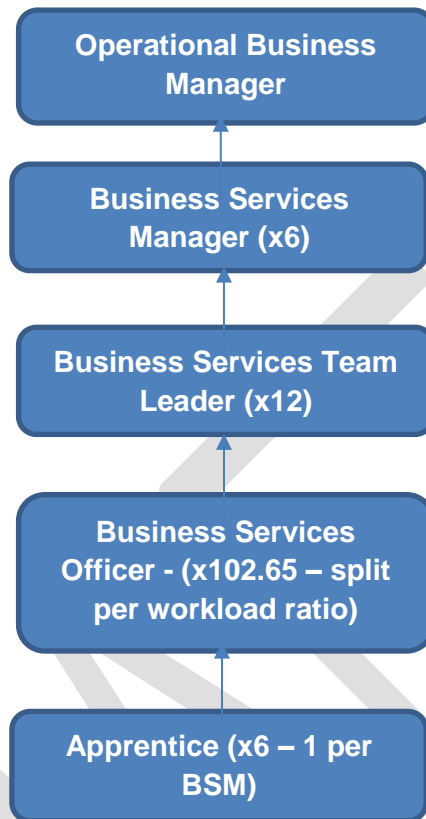 Operational Business
Manager
Business Services
Manager (x6)
Business Services Team
Leader (x12)
Business Services
Officer - (x102.65 – split
per workload ratio)
Apprentice (x6 – 1 per
BSM)